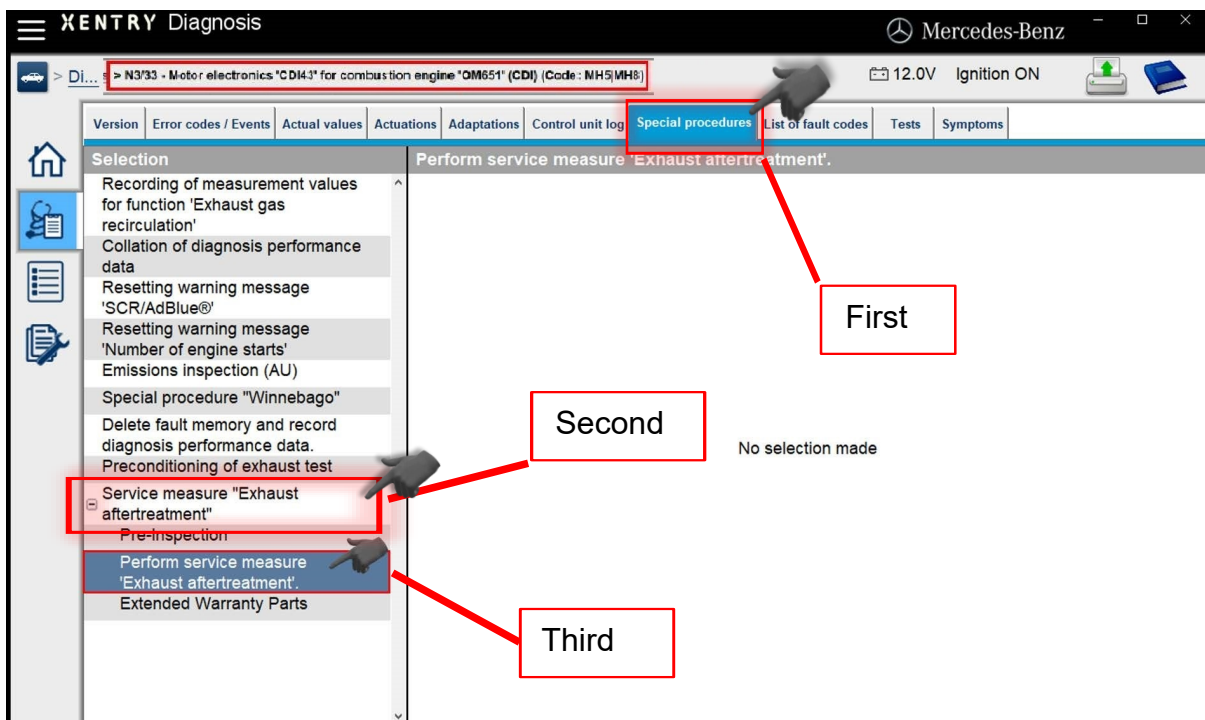 XENTRY Diagnosis
Mercedes-Benz
> Di... s > N3/33 - Motor electronics "CDI43" for combustion engine "OM651" (CDI) (Code: MH5|MH8)
12.0V Ignition ON
Version Error codes / Events Actual values Actuations Adaptations Control unit log Special procedures List of fault codes Tests Symptoms
Selection
Perform service measure 'Exhaust aftertreatment'.
Recording of measurement values
for function 'Exhaust gas
recirculation'
Collation of diagnosis performance
data
Resetting warning message
'SCR/AdBlue®'
Resetting warning message
'Number of engine starts'
Emissions inspection (AU)
Special procedure "Winnebago"
Delete fault memory and record
diagnosis performance data.
Preconditioning of exhaust test
Service measure "Exhaust
aftertreatment"
Pre-Inspection
Perform service measure
'Exhaust aftertreatment'.
Extended Warranty Parts
First
Second
No selection made
Third